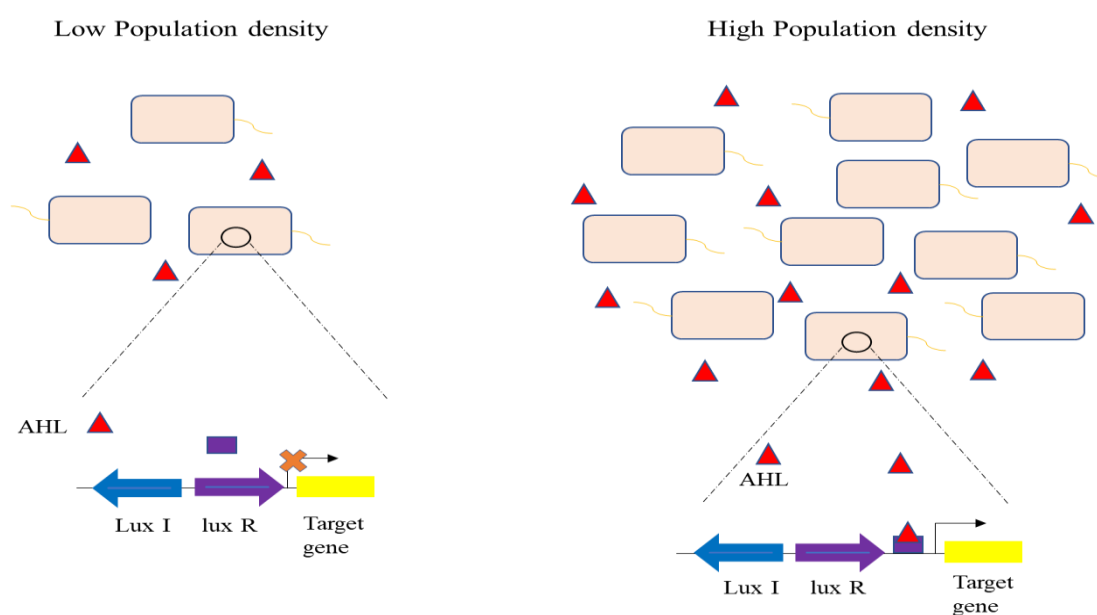 Low Population density
High Population density
AHL
Lux I
lux R
Target
gene
AHL
Lux I
lux R
Target
gene